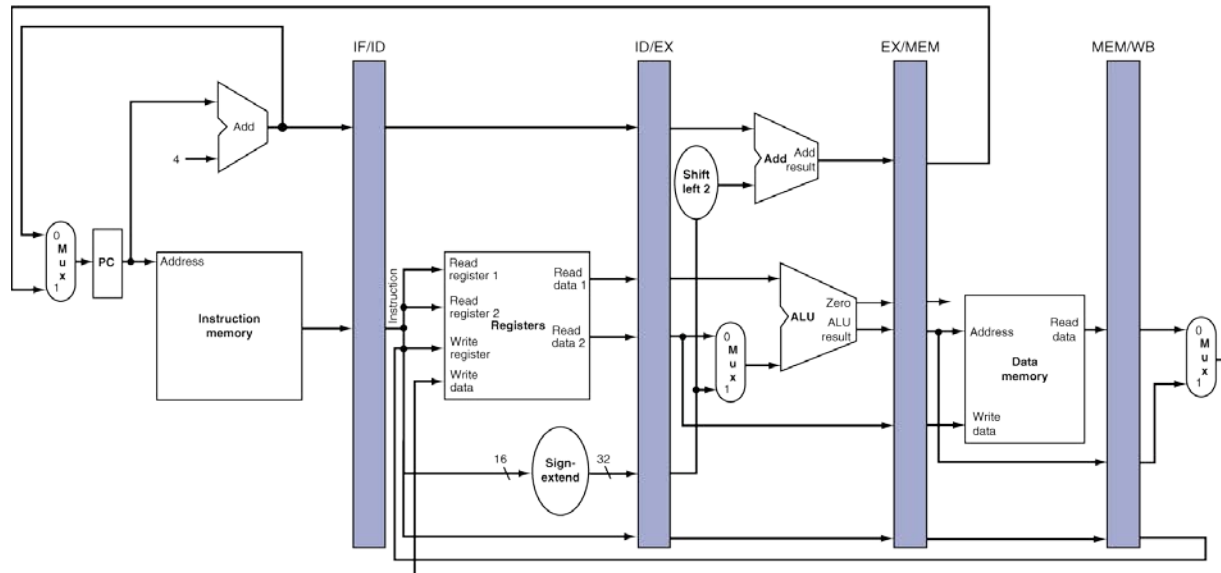 IF/ID
ID/EX
EX/MEM
MEM/WB
Add
4
Shift
left 2
Add
Add
result
0
M
u
x
1
PC
Address
Instruction
memory
Instruction
Read
register 1
Read
register 2
Write
register
Write
data
Registers
Read
data 1
Read
data 2
0
M
u
x
1
ALU
Zero
ALU
result
Address
Read
data
Data
memory
Write
data
0
M
u
x
1
16
Sign-
extend
32